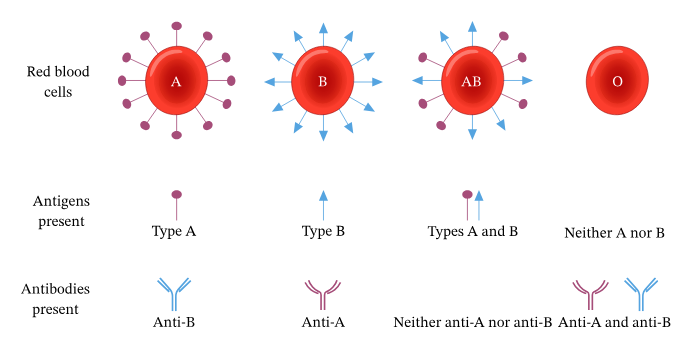 Red blood
cells
A
B
AB
O
Antigens
present
Type A
Type B
Types A and B
Neither A nor B
Antibodies
present
Anti-B
Anti-A
Neither anti-A nor anti-B
Anti-A and anti-B